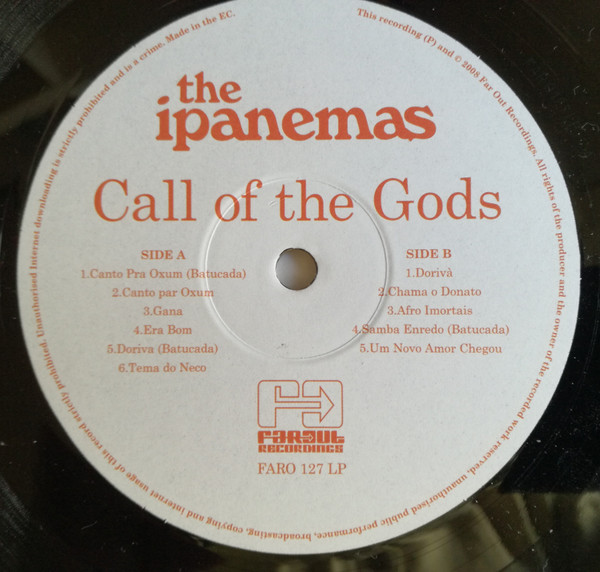 This recording (P) and © 2008 Far Out Recordings. All rights of the producer and the owner of the recorded work reserved, unauthorised public performance, broadcasting, copying and internet usage of this record strictly prohibited. Unauthorised Internet downloading is strictly prohibited and is a crime. Made in the EC.
the
ipanemas
Call of the Gods
SIDE A
1.Canto Pra Oxum (Batucada)
2.Canto par Oxum
3.Gana
4.Era Bom
5.Doriva (Batucada)
6.Tema do Neco
SIDE B
1.Dorivà
2.Chama o Donato
3.Afro Imortais
4.Samba Enredo (Batucada)
5.Um Novo Amor Chegou
FAROUT
RECORDINGS
FARO 127 LP